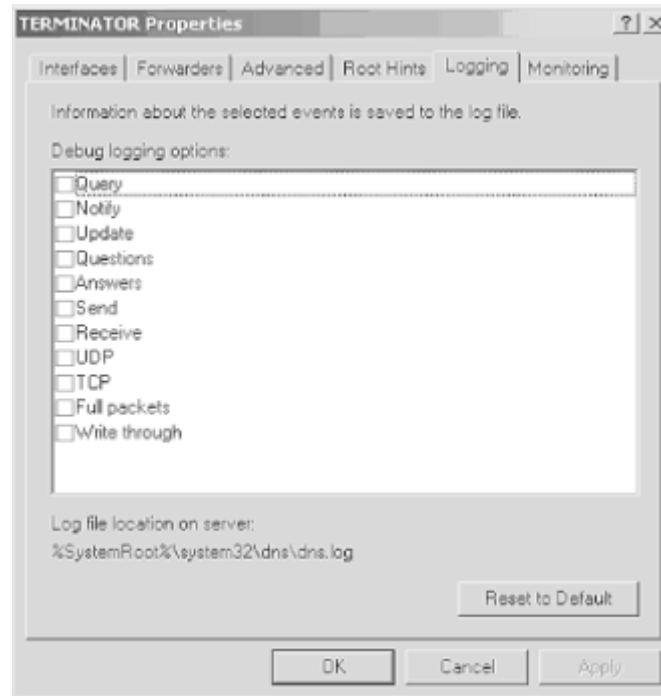 TERMINATOR Properties
Interfaces Forwarders Advanced Root Hints Logging Monitoring
Information about the selected events is saved to the log file.
Debug logging options:
Query
Notify
Update
Questions
Answers
Send
Receive
UDP
TCP
Full packets
Write through
Log file location on server:
%SystemRoot%\system32\dns\dns.log
Reset to Default
OK Cancel Apply